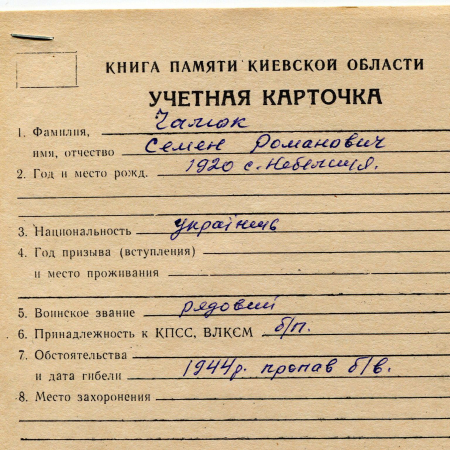 КНИГА ПАМЯТИ КИЕВСКОЙ ОБЛАСТИ
УЧЕТНАЯ КАРТОЧКА
1. Фамилия, Чалюк
имя, отчество Семен Романович
2. Год и место рожд. 1920 с. Небелиця.
3. Национальность українець
4. Год призыва (вступления)
и место проживания
5. Воинское звание рядовий
6. Принадлежность к КПСС, ВЛКСМ б/п.
7. Обстоятельства
и дата гибели 1944р. пропав б/в.
8. Место захоронения